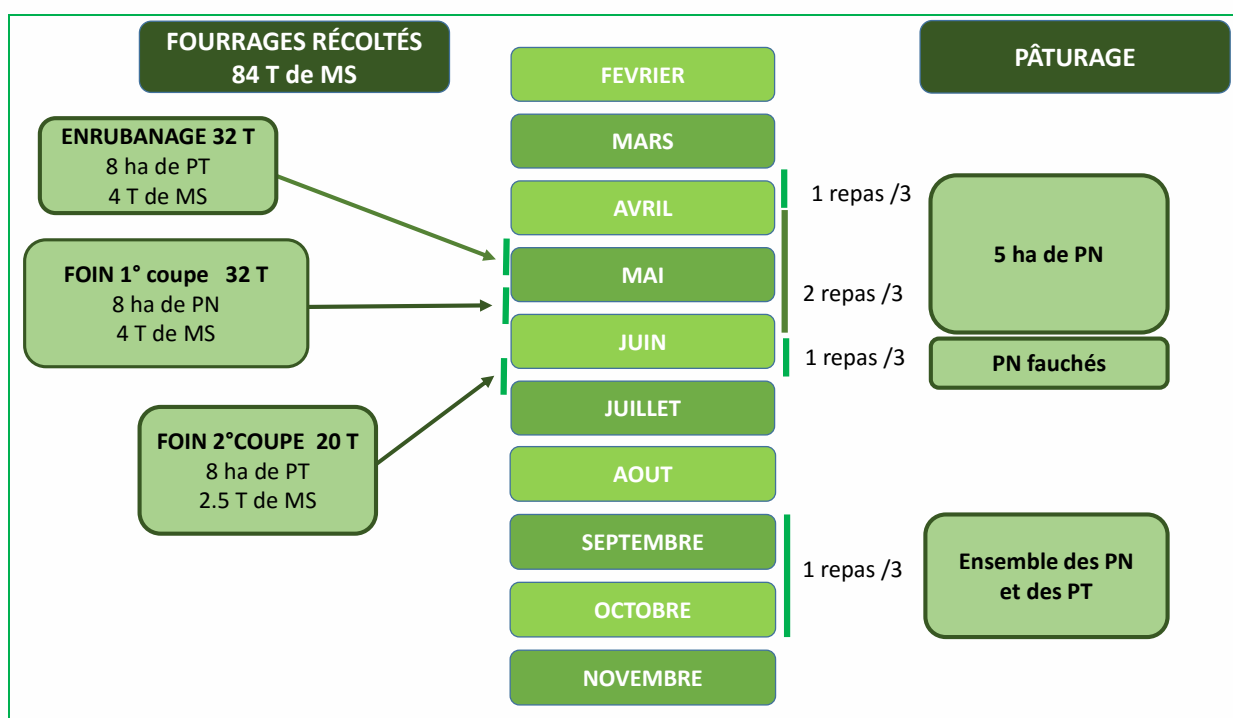 FOURRAGES RÉCOLTÉS
84 T de MS
ENRUBANAGE 32 T
8 ha de PT
4 T de MS
FOIN 1° coupe 32 T
8 ha de PN
4 T de MS
FOIN 2°COUPE 20 T
8 ha de PT
2.5 T de MS
FEVRIER
MARS
AVRIL
MAI
JUIN
JUILLET
AOUT
SEPTEMBRE
OCTOBRE
NOVEMBRE
1 repas /3
2 repas /3
1 repas /3
1 repas /3
PÂTURAGE
5 ha de PN
PN fauchés
Ensemble des PN
et des PT